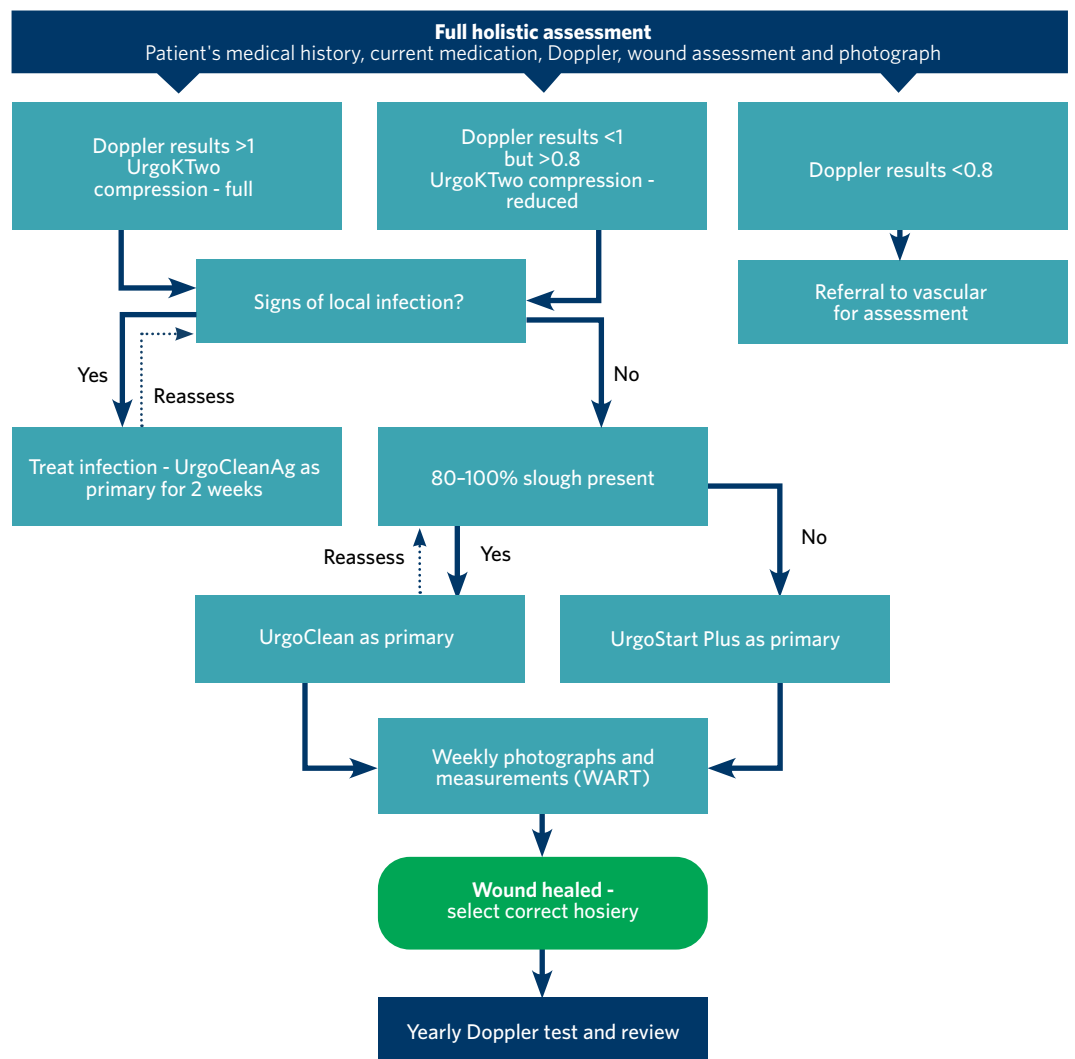 Full holistic assessment
Patient's medical history, current medication, Doppler, wound assessment and photograph
Doppler results >1
UrgoKTwo
compression - full
Doppler results <1
but >0.8
UrgoKTwo compression -
reduced
Doppler results <0.8
Signs of local infection?
Referral to vascular
for assessment
Yes
Reassess
No
Treat infection - UrgoCleanAg as
primary for 2 weeks
80–100% slough present
Reassess
Yes
No
UrgoClean as primary
UrgoStart Plus as primary
Weekly photographs and
measurements (WART)
Wound healed -
select correct hosiery
Yearly Doppler test and review